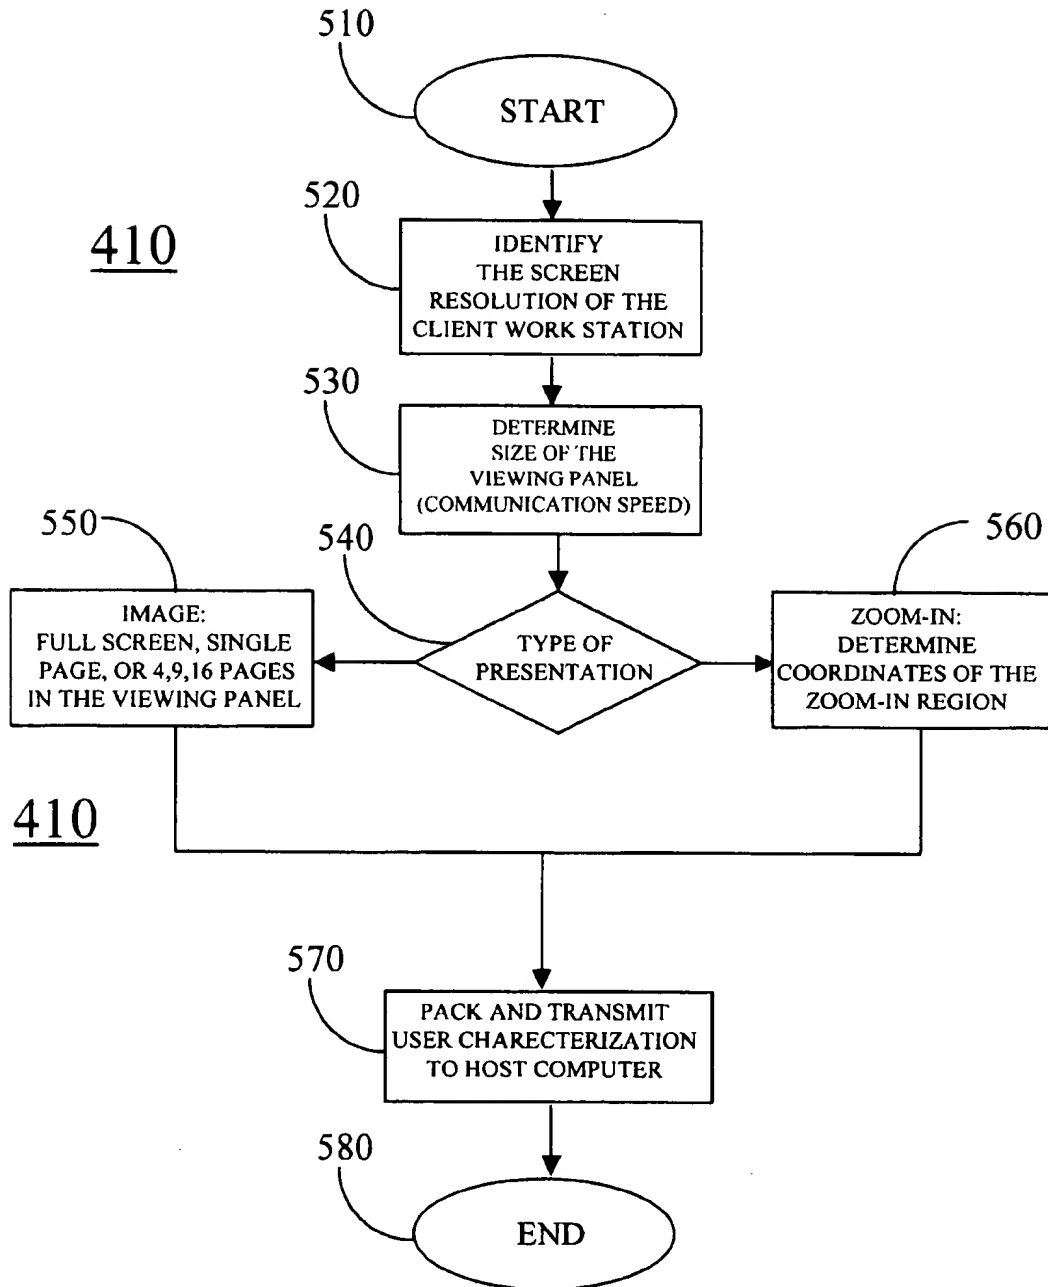 510
START
520
410
IDENTIFY
THE SCREEN
RESOLUTION OF THE
CLIENT WORK STATION
530
DETERMINE
SIZE OF THE
VIEWING PANEL
(COMMUNICATION SPEED)
550
540
560
IMAGE:
FULL SCREEN, SINGLE
PAGE, OR 4,9,16 PAGES
IN THE VIEWING PANEL
TYPE OF
PRESENTATION
ZOOM-IN:
DETERMINE
COORDINATES OF THE
ZOOM-IN REGION
410
570
PACK AND TRANSMIT
USER CHARECTERIZATION
TO HOST COMPUTER
580
END